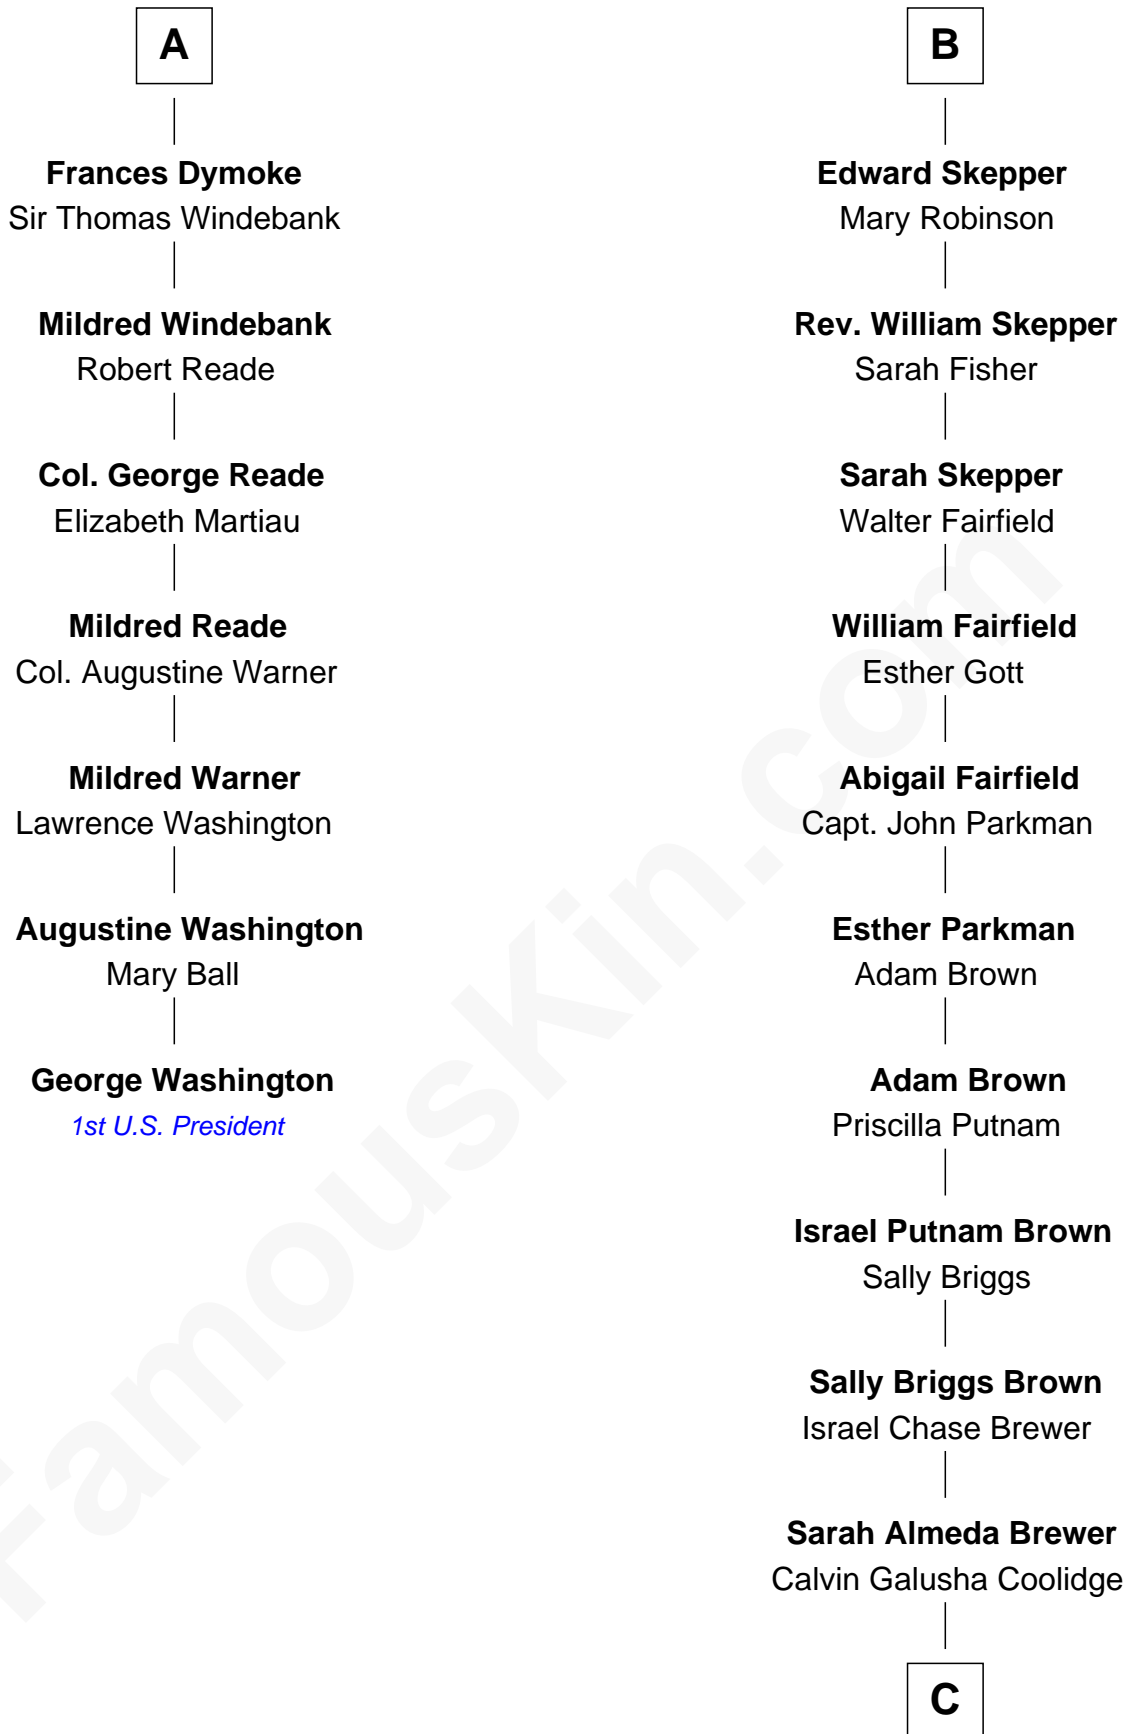 A
Frances Dymoke
Sir Thomas Windebank
Mildred Windebank
Robert Reade
Col. George Reade
Elizabeth Martiau
Mildred Reade
Col. Augustine Warner
Mildred Warner
Lawrence Washington
Augustine Washington
Mary Ball
George Washington
1st U.S. President
B
Edward Skepper
Mary Robinson
Rev. William Skepper
Sarah Fisher
Sarah Skepper
Walter Fairfield
William Fairfield
Esther Gott
Abigail Fairfield
Capt. John Parkman
Esther Parkman
Adam Brown
Adam Brown
Priscilla Putnam
Israel Putnam Brown
Sally Briggs
Sally Briggs Brown
Israel Chase Brewer
Sarah Almeda Brewer
Calvin Galusha Coolidge
C
FamousKin.com